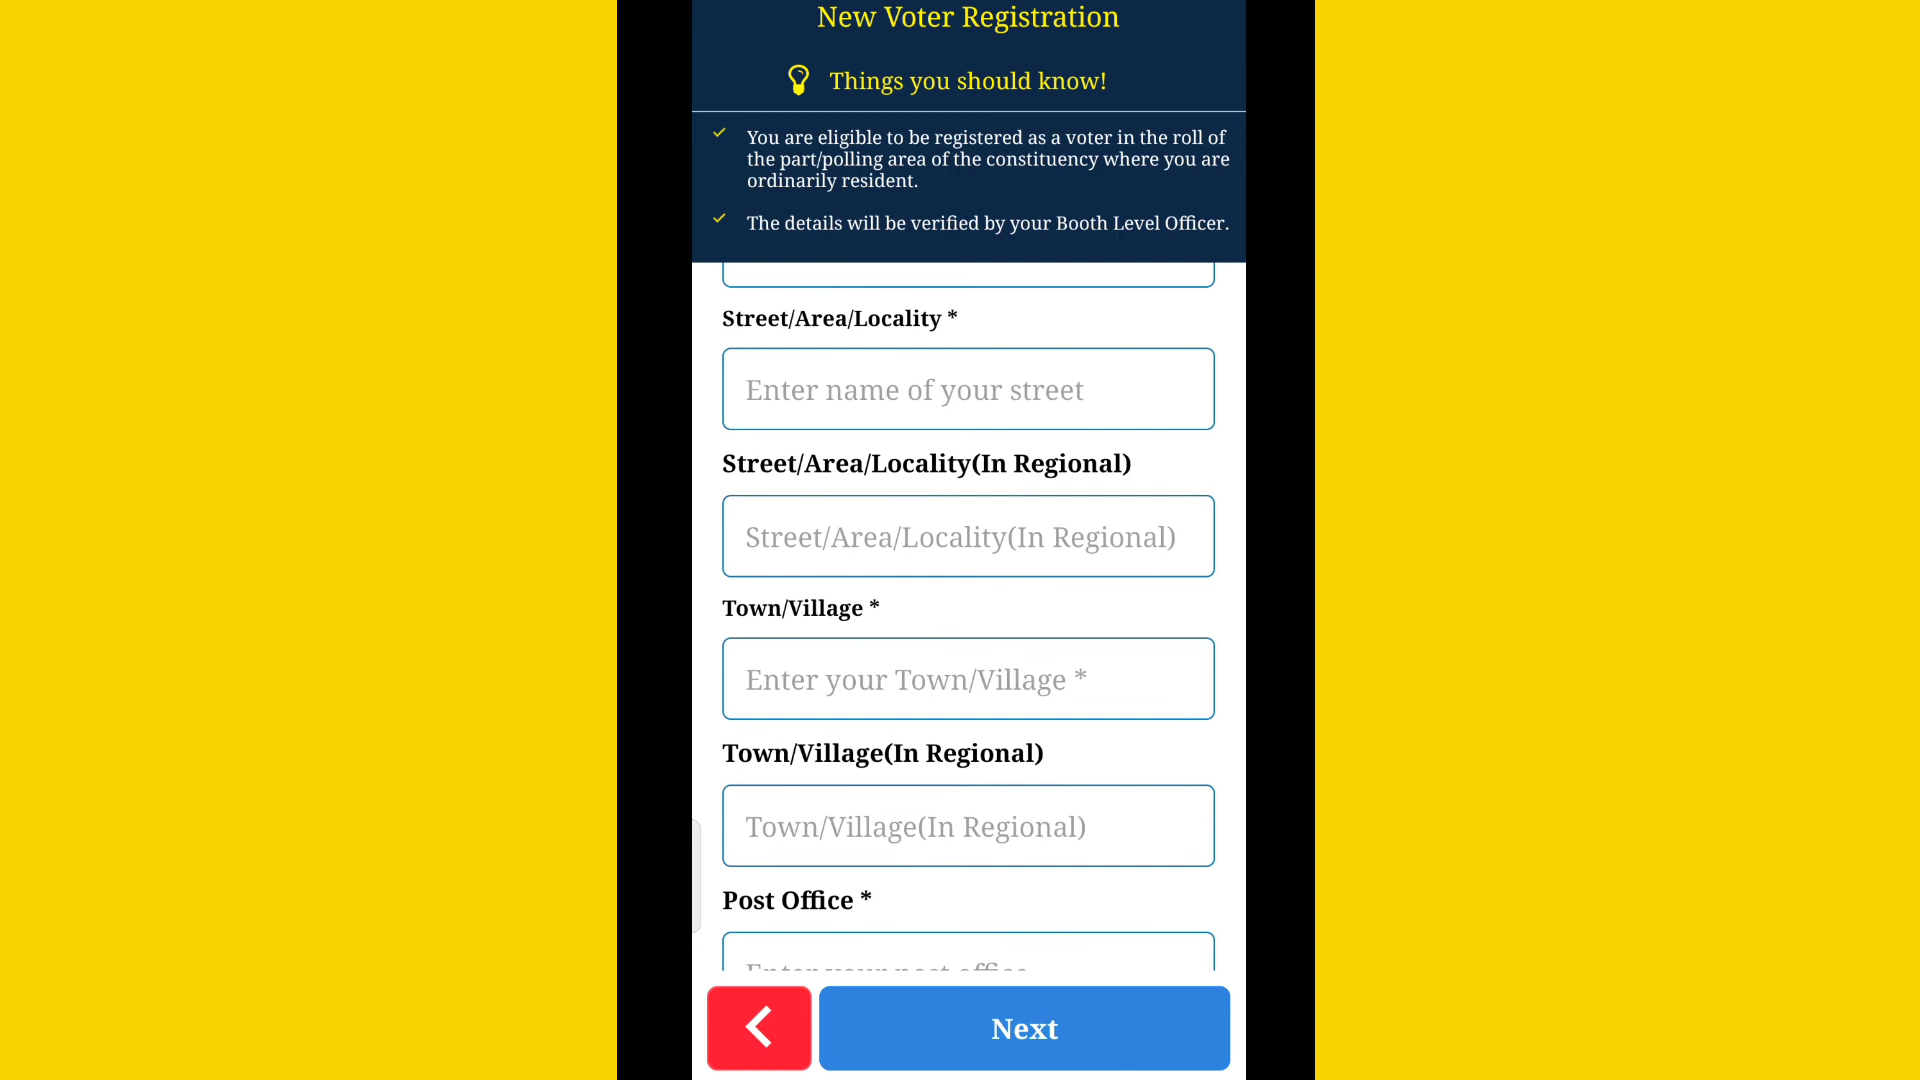 New Voter Registration
Things you should know!
You are eligible to be registered as a voter in the roll of
the part/polling area of the constituency where you are
ordinarily resident.
The details will be verified by your Booth Level Officer.
Street/Area/Locality *
Enter name of your street
Street/Area/Locality(In Regional)
Street/Area/Locality(In Regional)
Town/Village *
Enter your Town/Village *
Town/Village(In Regional)
Town/Village(In Regional)
Post Office *
Enter your post office
Next